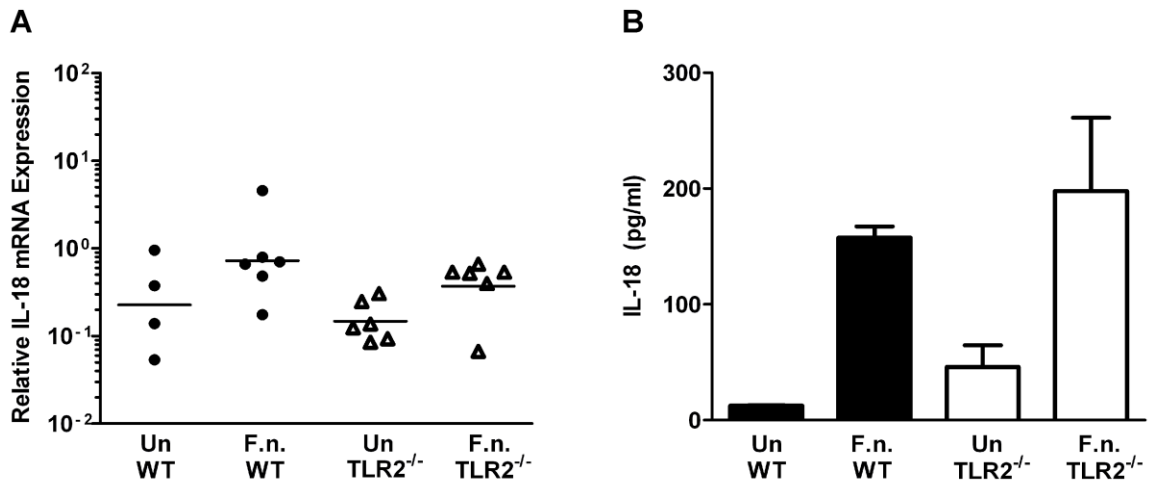 A
Relative IL-18 mRNA Expression
10²
10¹
10⁰
10⁻¹
10⁻²
Un
WT
F.n.
WT
Un
TLR2⁻/⁻
F.n.
TLR2⁻/⁻
B
IL-18 (pg/ml)
300
200
100
0
Un
WT
F.n.
WT
Un
TLR2⁻/⁻
F.n.
TLR2⁻/⁻